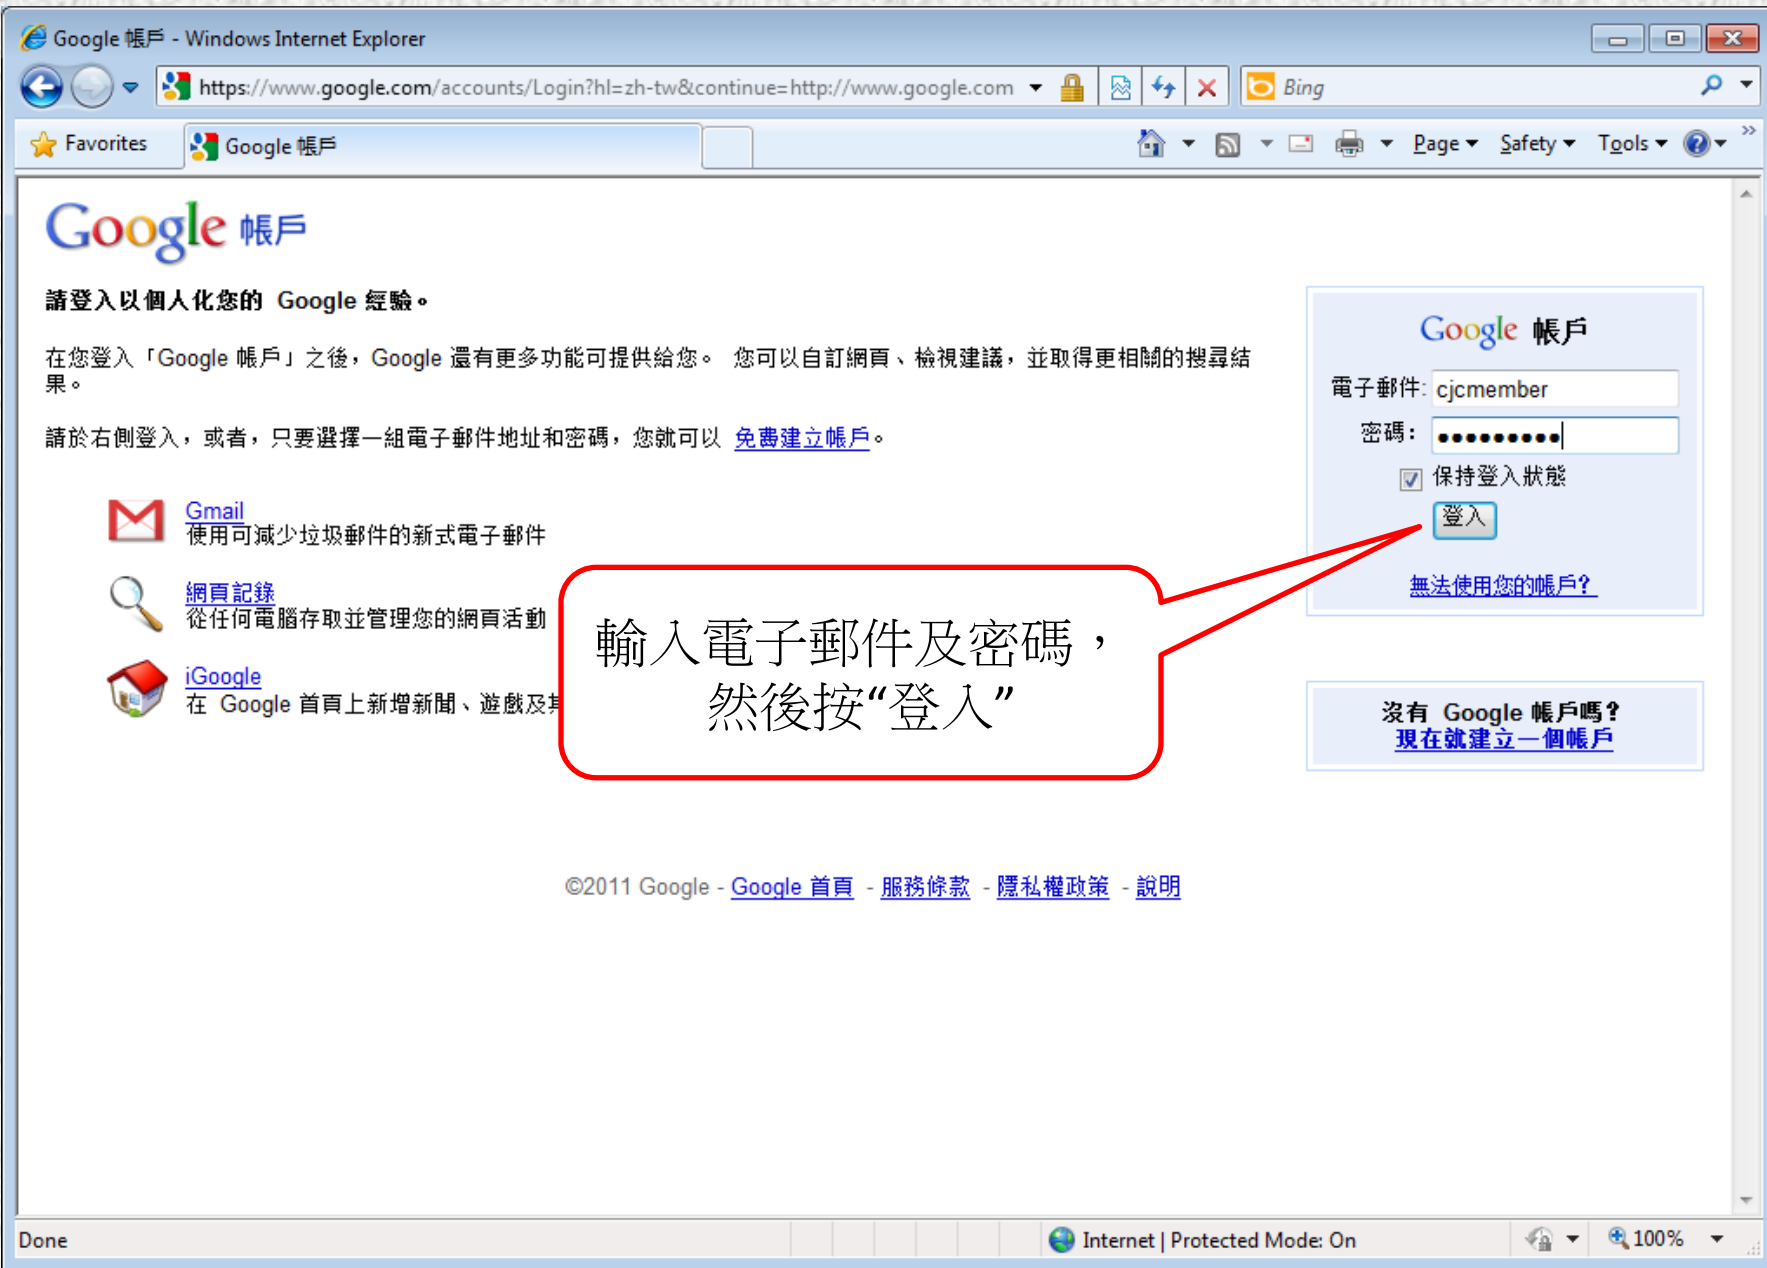 Google 帳戶 - Windows Internet Explorer
https://www.google.com/accounts/Login?hl=zh-tw&continue=http://www.google.com
Bing
Favorites
Google 帳戶
Page
Safety
Tools
Google 帳戶
請登入以個人化您的 Google 經驗。
在您登入「Google 帳戶」之後，Google 還有更多功能可提供給您。 您可以自訂網頁、檢視建議，並取得更相關的搜尋結
果。
請於右側登入，或者，只要選擇一組電子郵件地址和密碼，您就可以 免費建立帳戶。
Gmail
使用可減少垃圾郵件的新式電子郵件
網頁記錄
從任何電腦存取並管理您的網頁活動
iGoogle
在 Google 首頁上新增新聞、遊戲及其
輸入電子郵件及密碼，
然後按“登入”
Google 帳戶
電子郵件: cjcmember
密碼： ●●●●●●●●●
保持登入狀態
登入
無法使用您的帳戶?
沒有 Google 帳戶嗎?
現在就建立一個帳戶
©2011 Google - Google 首頁 - 服務條款 - 隱私權政策 - 說明
Done
Internet | Protected Mode: On
100%